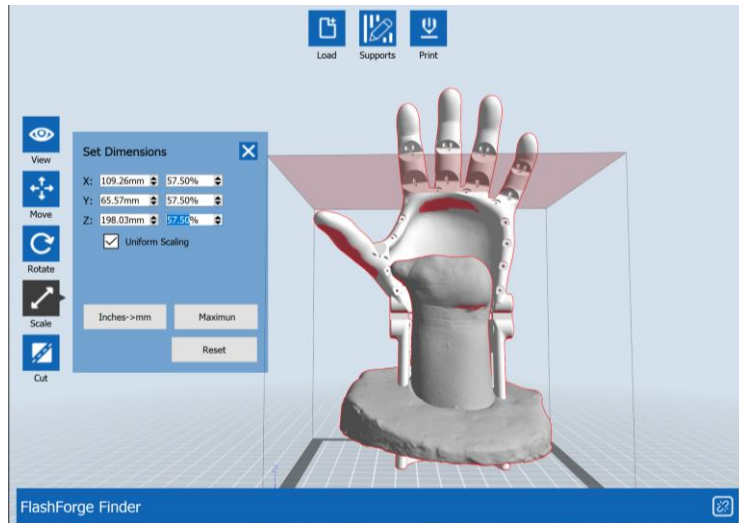 Load Supports Print
View
Move
Rotate
Scale
Cut
Set Dimensions
X: 109.26mm 57.50%
Y: 65.57mm 57.50%
Z: 198.03mm 57.50%
Uniform Scaling
Inches->mm Maximun
Reset
FlashForge Finder